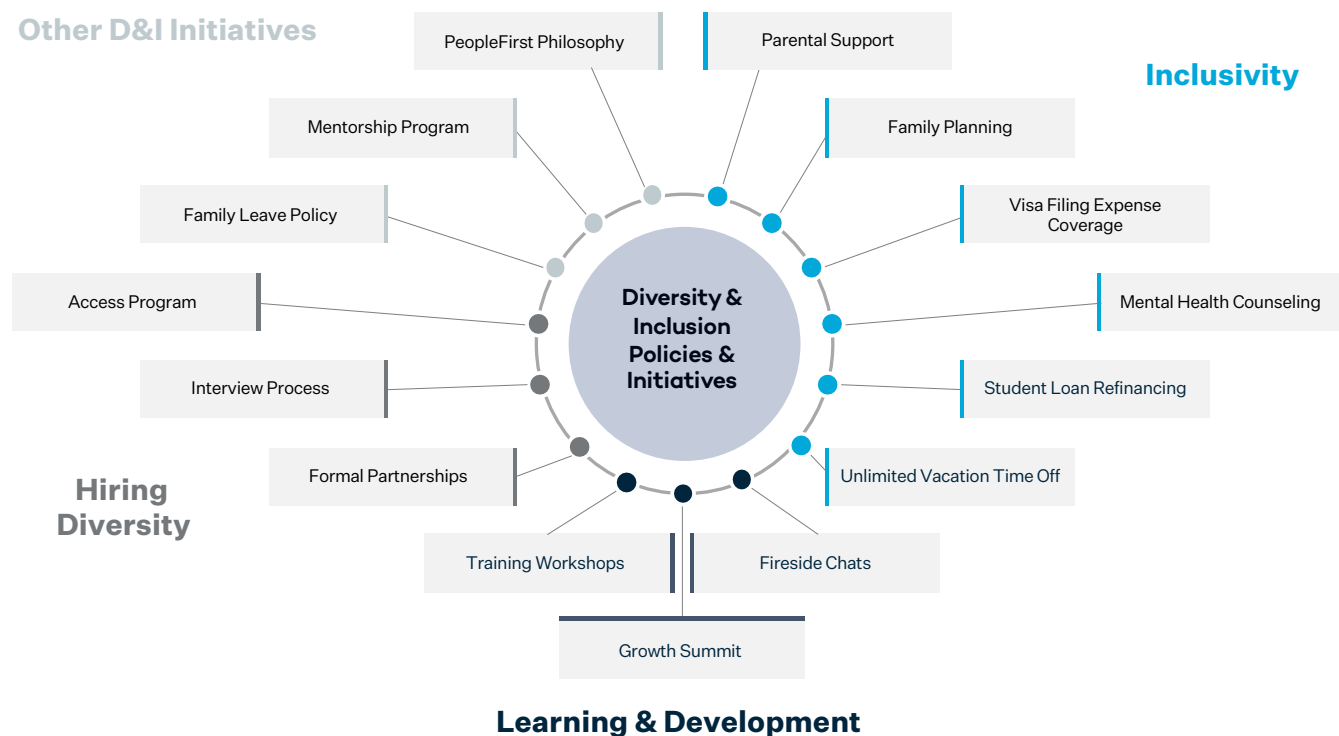 Other D&I Initiatives
PeopleFirst Philosophy
Parental Support
Inclusivity
Mentorship Program
Family Planning
Family Leave Policy
Visa Filing Expense
Coverage
Access Program
Diversity &
Inclusion
Policies &
Initiatives
Mental Health Counseling
Interview Process
Student Loan Refinancing
Hiring
Diversity
Formal Partnerships
Unlimited Vacation Time Off
Training Workshops
Fireside Chats
Growth Summit
Learning & Development